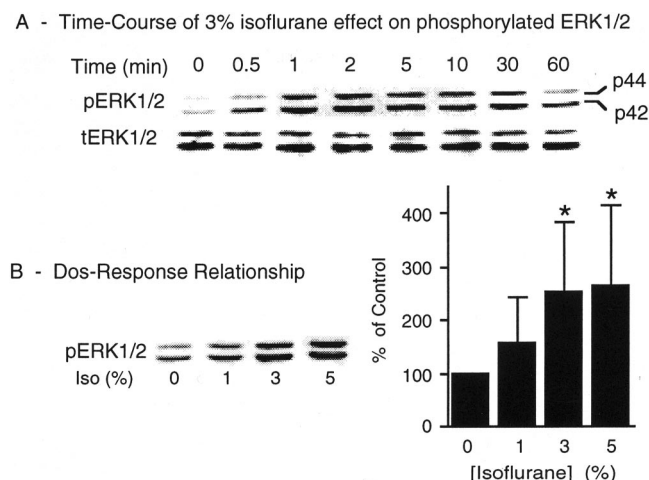 A - Time-Course of 3% isoflurane effect on phosphorylated ERK1/2
Time (min) 0 0.5 1 2 5 10 30 60
p44
pERK1/2
p42
tERK1/2
B - Dos-Response Relationship
pERK1/2
Iso (%) 0 1 3 5
% of Control
400
300
200
100
0
* *
0 1 3 5
[Isoflurane] (%)